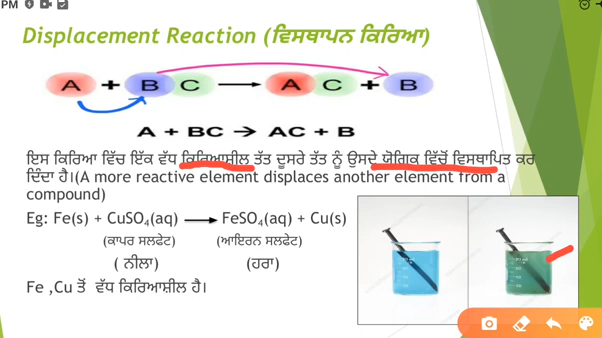 PM
Displacement Reaction (ਵਿਸਥਾਪਨ ਕਿਰਿਆ)
A + B C → A C + B
A + BC → AC + B
ਇਸ ਕਿਰਿਆ ਵਿੱਚ ਇੱਕ ਵੱਧ ਕਿਰਿਆਸ਼ੀਲ ਤੱਤ ਦੂਸਰੇ ਤੱਤ ਨੂੰ ਉਸਦੇ ਯੋਗਿਕ ਵਿੱਚੋਂ ਵਿਸਥਾਪਿਤ ਕਰ
ਦਿੰਦਾ ਹੈ।(A more reactive element displaces another element from a
compound)
Eg: Fe(s) + CuSO₄(aq) → FeSO₄(aq) + Cu(s)
(ਕਾਪਰ ਸਲਫੇਟ) (ਆਇਰਨ ਸਲਫੇਟ)
( ਨੀਲਾ) (ਹਰਾ)
Fe ,Cu ਤੋਂ ਵੱਧ ਕਿਰਿਆਸ਼ੀਲ ਹੈ।